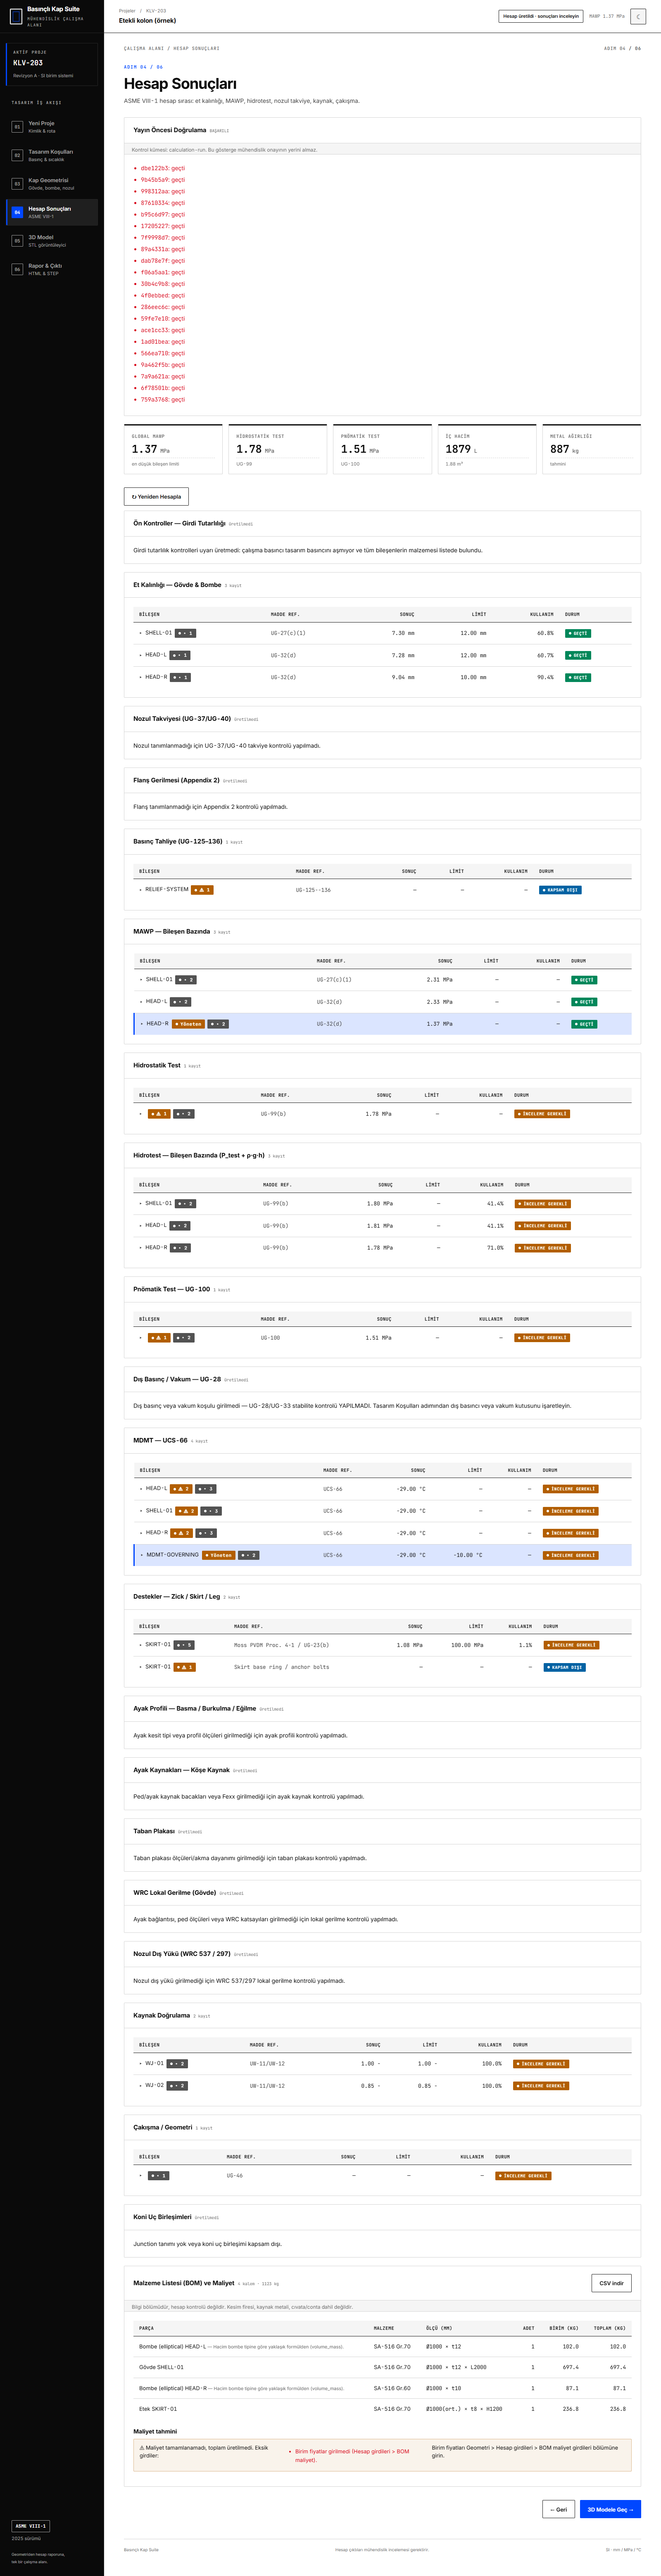 Basınçlı Kap Suite
MÜHENDİSLİK ÇALIŞMA ALANI
AKTİF PROJE
KLV-203
Revizyon A · SI birim sistemi
TASARIM İŞ AKIŞI
01 Yeni Proje
Kimlik & rota
02 Tasarım Koşulları
Basınç & sıcaklık
03 Kap Geometrisi
Gövde, bombe, nozul
04 Hesap Sonuçları
ASME VIII-1
05 3D Model
STL görüntüleyici
06 Rapor & Çıktı
HTML & STEP
Projeler / KLV-203
Etekli kolon (örnek)
Hesap üretildi · sonuçları inceleyin
MAWP 1.37 MPa
ÇALIŞMA ALANI / HESAP SONUÇLARI
ADIM 04 / 06
ADIM 04 / 06
Hesap Sonuçları
ASME VIII-1 hesap sırası: et kalınlığı, MAWP, hidrotest, nozul takviye, kaynak, çakışma.
Yayın Öncesi Doğrulama BAŞARILI
Kontrol kümesi: calculation-run. Bu gösterge mühendislik onayının yerini almaz.
• dbe122b3: geçti
• 9b45b5a9: geçti
• 998312aa: geçti
• 87610334: geçti
• b95c6d97: geçti
• 17205227: geçti
• 7f9998d7: geçti
• 89a4331a: geçti
• dab78e7f: geçti
• f06a5aa1: geçti
• 30b4c9b8: geçti
• 4f0ebbed: geçti
• 286eec6c: geçti
• 59fe7e10: geçti
• ace1cc33: geçti
• 1ad01bea: geçti
• 566ea710: geçti
• 9a462f5b: geçti
• 7a9a621a: geçti
• 6f78501b: geçti
• 759a3768: geçti
GLOBAL MAWP
1.37 MPa
en düşük bileşen limiti
HİDROSTATİK TEST
1.78 MPa
UG-99
PNÖMATİK TEST
1.51 MPa
UG-100
İÇ HACİM
1879 L
1.88 m³
METAL AĞIRLIĞI
887 kg
tahmini
↻ Yeniden Hesapla
Ön Kontroller — Girdi Tutarlılığı üretilmedi
Girdi tutarlılık kontrolleri uyarı üretmedi: çalışma basıncı tasarım basıncını aşmıyor ve tüm bileşenlerin malzemesi listede bulundu.
Et Kalınlığı — Gövde & Bombe 3 kayıt
BİLEŞEN MADDE REF. SONUÇ LİMİT KULLANIM DURUM
SHELL-01 1 UG-27(c)(1) 7.30 mm 12.00 mm 60.8% GEÇTİ
HEAD-L 1 UG-32(d) 7.28 mm 12.00 mm 60.7% GEÇTİ
HEAD-R 1 UG-32(d) 9.04 mm 10.00 mm 90.4% GEÇTİ
Nozul Takviyesi (UG-37/UG-40) üretilmedi
Nozul tanımlanmadığı için UG-37/UG-40 takviye kontrolü yapılmadı.
Flanş Gerilmesi (Appendix 2) üretilmedi
Flanş tanımlanmadığı için Appendix 2 kontrolü yapılmadı.
Basınç Tahliye (UG-125–136) 1 kayıt
BİLEŞEN MADDE REF. SONUÇ LİMİT KULLANIM DURUM
RELIEF-SYSTEM ⚠ 1 UG-125--136 — — — KAPSAM DIŞI
MAWP — Bileşen Bazında 3 kayıt
BİLEŞEN MADDE REF. SONUÇ LİMİT KULLANIM DURUM
SHELL-01 2 UG-27(c)(1) 2.31 MPa — — GEÇTİ
HEAD-L 2 UG-32(d) 2.33 MPa — — GEÇTİ
HEAD-R Yöneten 2 UG-32(d) 1.37 MPa — — GEÇTİ
Hidrostatik Test 1 kayıt
BİLEŞEN MADDE REF. SONUÇ LİMİT KULLANIM DURUM
⚠ 1 2 UG-99(b) 1.78 MPa — — İNCELEME GEREKLİ
Hidrotest — Bileşen Bazında (P_test + ρ·g·h) 3 kayıt
BİLEŞEN MADDE REF. SONUÇ LİMİT KULLANIM DURUM
SHELL-01 2 UG-99(b) 1.80 MPa — 41.4% İNCELEME GEREKLİ
HEAD-L 2 UG-99(b) 1.81 MPa — 41.1% İNCELEME GEREKLİ
HEAD-R 2 UG-99(b) 1.78 MPa — 71.0% İNCELEME GEREKLİ
Pnömatik Test — UG-100 1 kayıt
BİLEŞEN MADDE REF. SONUÇ LİMİT KULLANIM DURUM
⚠ 1 2 UG-100 1.51 MPa — — İNCELEME GEREKLİ
Dış Basınç / Vakum — UG-28 üretilmedi
Dış basınç veya vakum koşulu girilmedi — UG-28/UG-33 stabilite kontrolü YAPILMADI. Tasarım Koşulları adımından dış basıncı veya vakum kutusunu işaretleyin.
MDMT — UCS-66 4 kayıt
BİLEŞEN MADDE REF. SONUÇ LİMİT KULLANIM DURUM
HEAD-L ⚠ 2 3 UCS-66 -29.00 °C — — İNCELEME GEREKLİ
SHELL-01 ⚠ 2 3 UCS-66 -29.00 °C — — İNCELEME GEREKLİ
HEAD-R ⚠ 2 3 UCS-66 -29.00 °C — — İNCELEME GEREKLİ
MDMT-GOVERNING Yöneten 2 UCS-66 -29.00 °C -10.00 °C — İNCELEME GEREKLİ
Destekler — Zick / Skirt / Leg 2 kayıt
BİLEŞEN MADDE REF. SONUÇ LİMİT KULLANIM DURUM
SKIRT-01 5 Moss PVDM Proc. 4-1 / UG-23(b) 1.08 MPa 100.00 MPa 1.1% İNCELEME GEREKLİ
SKIRT-01 ⚠ 1 Skirt base ring / anchor bolts — — — KAPSAM DIŞI
Ayak Profili — Basma / Burkulma / Eğilme üretilmedi
Ayak kesit tipi veya profil ölçüleri girilmediği için ayak profili kontrolü yapılmadı.
Ayak Kaynakları — Köşe Kaynak üretilmedi
Ped/ayak kaynak bacakları veya Fexx girilmediği için ayak kaynak kontrolü yapılmadı.
Taban Plakası üretilmedi
Taban plakası ölçüleri/akma dayanımı girilmediği için taban plakası kontrolü yapılmadı.
WRC Lokal Gerilme (Gövde) üretilmedi
Ayak bağlantısı, ped ölçüleri veya WRC katsayıları girilmediği için lokal gerilme kontrolü yapılmadı.
Nozul Dış Yükü (WRC 537 / 297) üretilmedi
Nozul dış yükü girilmediği için WRC 537/297 lokal gerilme kontrolü yapılmadı.
Kaynak Doğrulama 2 kayıt
BİLEŞEN MADDE REF. SONUÇ LİMİT KULLANIM DURUM
WJ-01 2 UW-11/UW-12 1.00 - 1.00 - 100.0% İNCELEME GEREKLİ
WJ-02 2 UW-11/UW-12 0.85 - 0.85 - 100.0% İNCELEME GEREKLİ
Çakışma / Geometri 1 kayıt
BİLEŞEN MADDE REF. SONUÇ LİMİT KULLANIM DURUM
1 UG-46 — — — İNCELEME GEREKLİ
Koni Uç Birleşimleri üretilmedi
Junction tanımı yok veya koni uç birleşimi kapsam dışı.
Malzeme Listesi (BOM) ve Maliyet 4 kalem · 1123 kg
CSV indir
Bilgi bölümüdür, hesap kontrolü değildir. Kesim firesi, kaynak metali, cıvata/conta dahil değildir.
PARÇA MALZEME ÖLÇÜ (MM) ADET BİRİM (KG) TOPLAM (KG)
Bombe (elliptical) HEAD-L — Hacim bombe tipine göre yaklaşık formülden (volume_mass). SA-516 Gr.70 Ø1000 × t12 1 102.0 102.0
Gövde SHELL-01 SA-516 Gr.70 Ø1000 × t12 × L2000 1 697.4 697.4
Bombe (elliptical) HEAD-R — Hacim bombe tipine göre yaklaşık formülden (volume_mass). SA-516 Gr.60 Ø1000 × t10 1 87.1 87.1
Etek SKIRT-01 SA-516 Gr.70 Ø1000(ort.) × t8 × H1200 1 236.8 236.8
Maliyet tahmini
⚠ Maliyet tamamlanamadı, toplam üretilmedi. Eksik girdiler:
• Birim fiyatlar girilmedi (Hesap girdileri > BOM maliyet).
Birim fiyatları Geometri > Hesap girdileri > BOM maliyet girdileri bölümüne girin.
← Geri
3D Modele Geç →
ASME VIII-1
2025 sürümü
Geometriden hesap raporuna,
tek bir çalışma alanı.
Basınçlı Kap Suite
Hesap çıktıları mühendislik incelemesi gerektirir.
SI · mm / MPa / °C